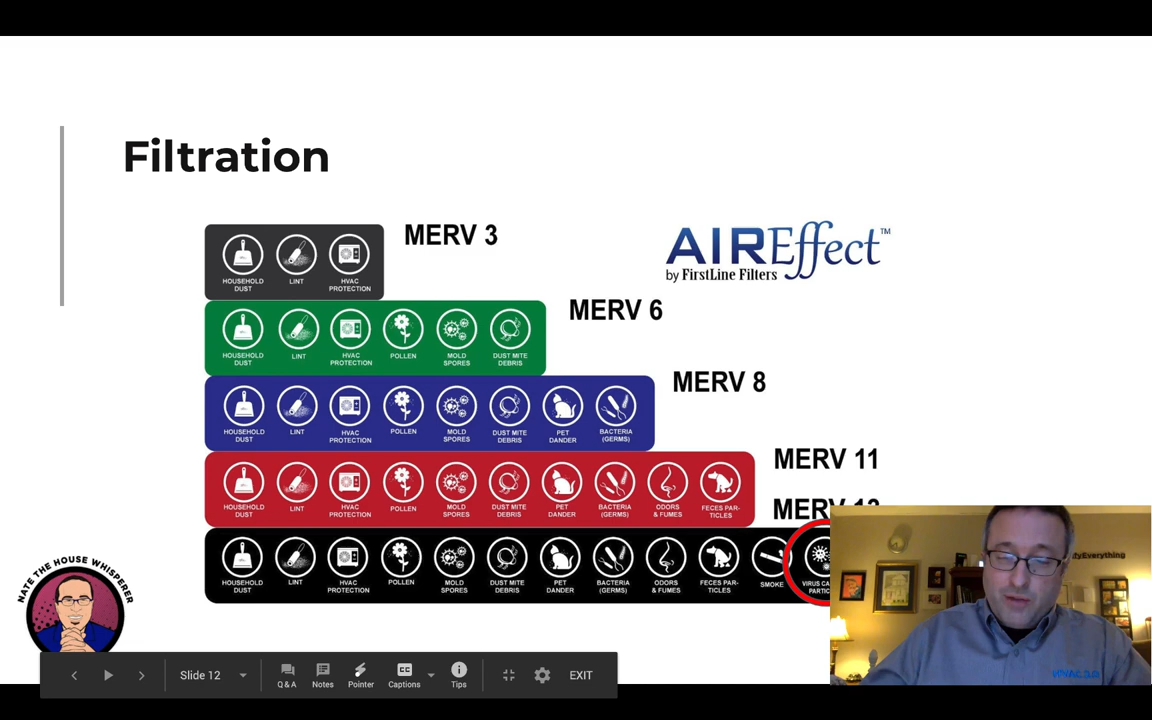 Filtration
MERV 3
HOUSEHOLD DUST
LINT
HVAC PROTECTION
AIREffect™
by FirstLine Filters
MERV 6
HOUSEHOLD DUST
LINT
HVAC PROTECTION
POLLEN
MOLD SPORES
DUST MITE DEBRIS
MERV 8
HOUSEHOLD DUST
LINT
HVAC PROTECTION
POLLEN
MOLD SPORES
DUST MITE DEBRIS
PET DANDER
BACTERIA (GERMS)
MERV 11
HOUSEHOLD DUST
LINT
HVAC PROTECTION
POLLEN
MOLD SPORES
DUST MITE DEBRIS
PET DANDER
BACTERIA (GERMS)
ODORS & FUMES
FECES PAR-TICLES
MERV
HOUSEHOLD DUST
LINT
HVAC PROTECTION
POLLEN
MOLD SPORES
DUST MITE DEBRIS
PET DANDER
BACTERIA (GERMS)
ODORS & FUMES
FECES PAR-TICLES
SMOKE
VIRUS
NATE THE HOUSE WHISPERER
Slide 12
Q & A
Notes
Pointer
CC
Captions
Tips
EXIT